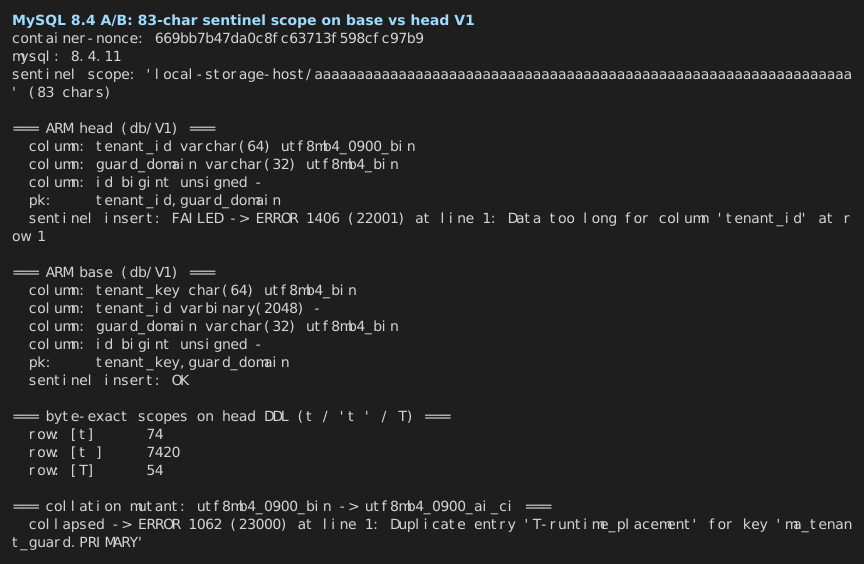 MySQL 8.4 A/B: 83-char sentinel scope on base vs head V1
container-nonce: 669bb7b47da0c8fc63713f598cfc97b9
mysql: 8.4.11
sentinel scope: 'local-storage-host/aaaaaaaaaaaaaaaaaaaaaaaaaaaaaaaaaaaaaaaaaaaaaaaaaaaaaaaaaaaaaaaa
' (83 chars)
=== ARM head (db/V1) ===
column: tenant_id varchar(64) utf8mb4_0900_bin
column: guard_domain varchar(32) utf8mb4_bin
column: id bigint unsigned -
pk: tenant_id,guard_domain
sentinel insert: FAILED -> ERROR 1406 (22001) at line 1: Data too long for column 'tenant_id' at r
ow 1
=== ARM base (db/V1) ===
column: tenant_key char(64) utf8mb4_bin
column: tenant_id varbinary(2048) -
column: guard_domain varchar(32) utf8mb4_bin
column: id bigint unsigned -
pk: tenant_key,guard_domain
sentinel insert: OK
=== byte-exact scopes on head DDL (t / 't ' / T) ===
row: [t] 74
row: [t ] 7420
row: [T] 54
=== collation mutant: utf8mb4_0900_bin -> utf8mb4_0900_ai_ci ===
collapsed -> ERROR 1062 (23000) at line 1: Duplicate entry 'T-runtime_placement' for key 'ma_tenan
t_guard.PRIMARY'